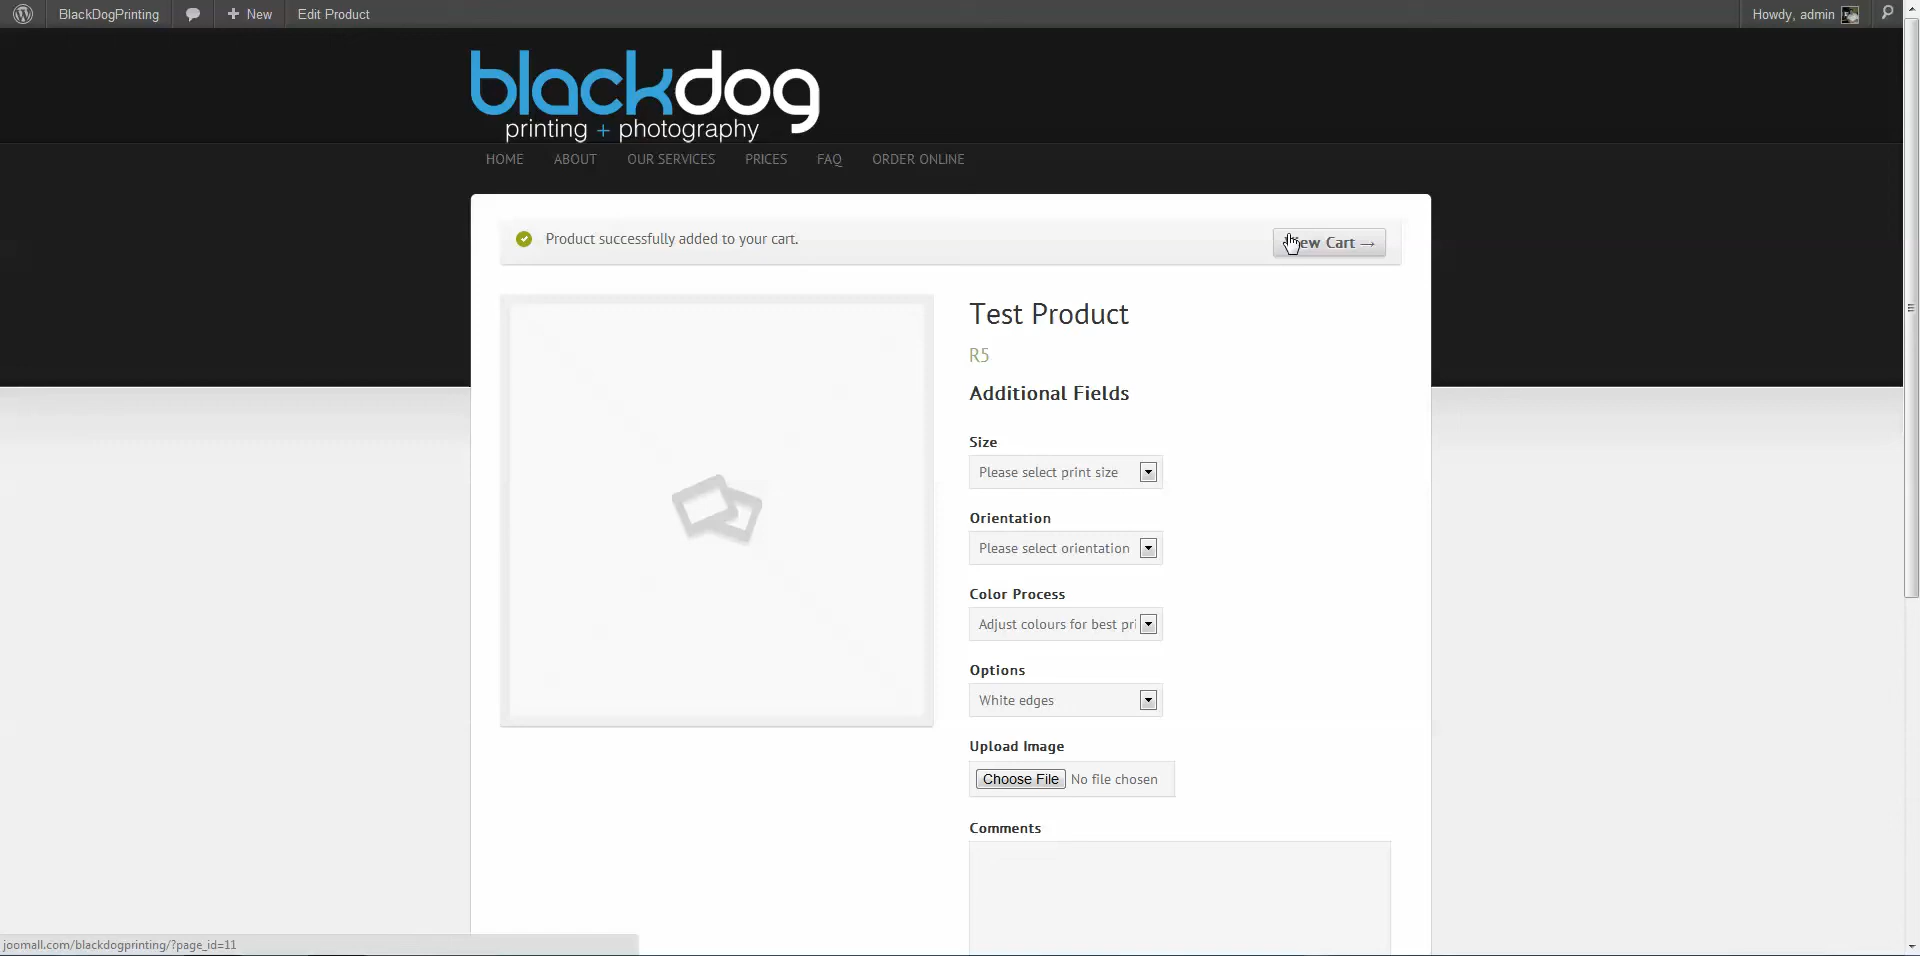 BlackDogPrinting
New
Edit Product
Howdy, admin
blackdog
printing + photography
HOME
ABOUT
OUR SERVICES
PRICES
FAQ
ORDER ONLINE
Product successfully added to your cart.
Cart →
Test Product
R5
Additional Fields
Size
Please select print size
Orientation
Please select orientation
Color Process
Adjust colours for best pri
Options
White edges
Upload Image
Choose File No file chosen
Comments
joomall.com/blackdogprinting/?page_id=11